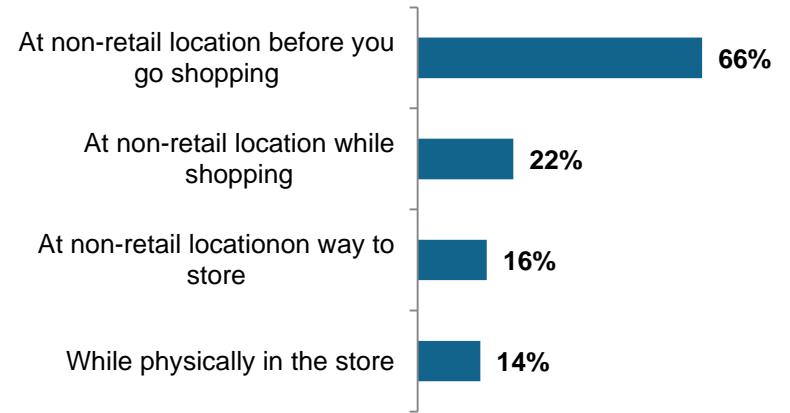 At non-retail location before you
go shopping
66%
At non-retail location while
shopping
22%
At non-retail locationon way to
store
16%
While physically in the store
14%